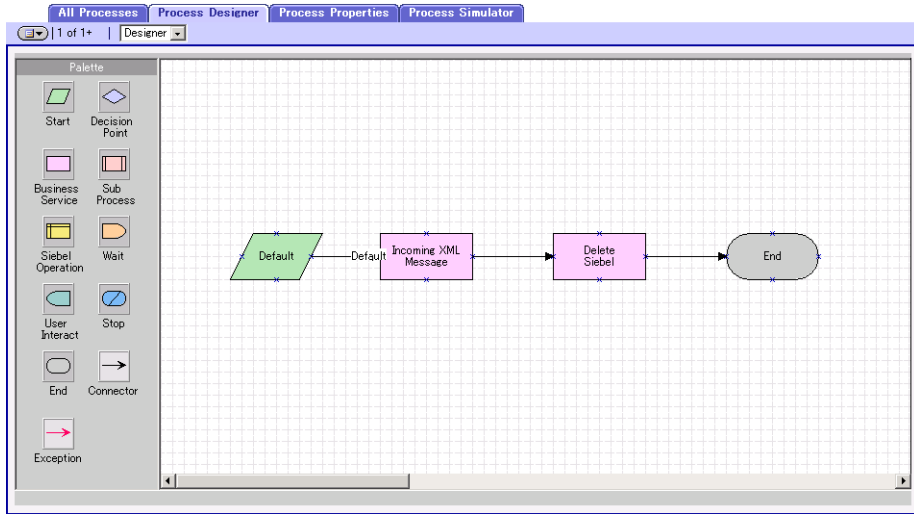 All Processes Process Designer Process Properties Process Simulator
1 of 1+ | Designer
Palette
Start Decision
Point
Business Sub
Service Process
Siebel Wait
Operation
User Stop
Interact
End Connector
Exception
Default
Default
Incoming XML
Message
Delete
Siebel
End